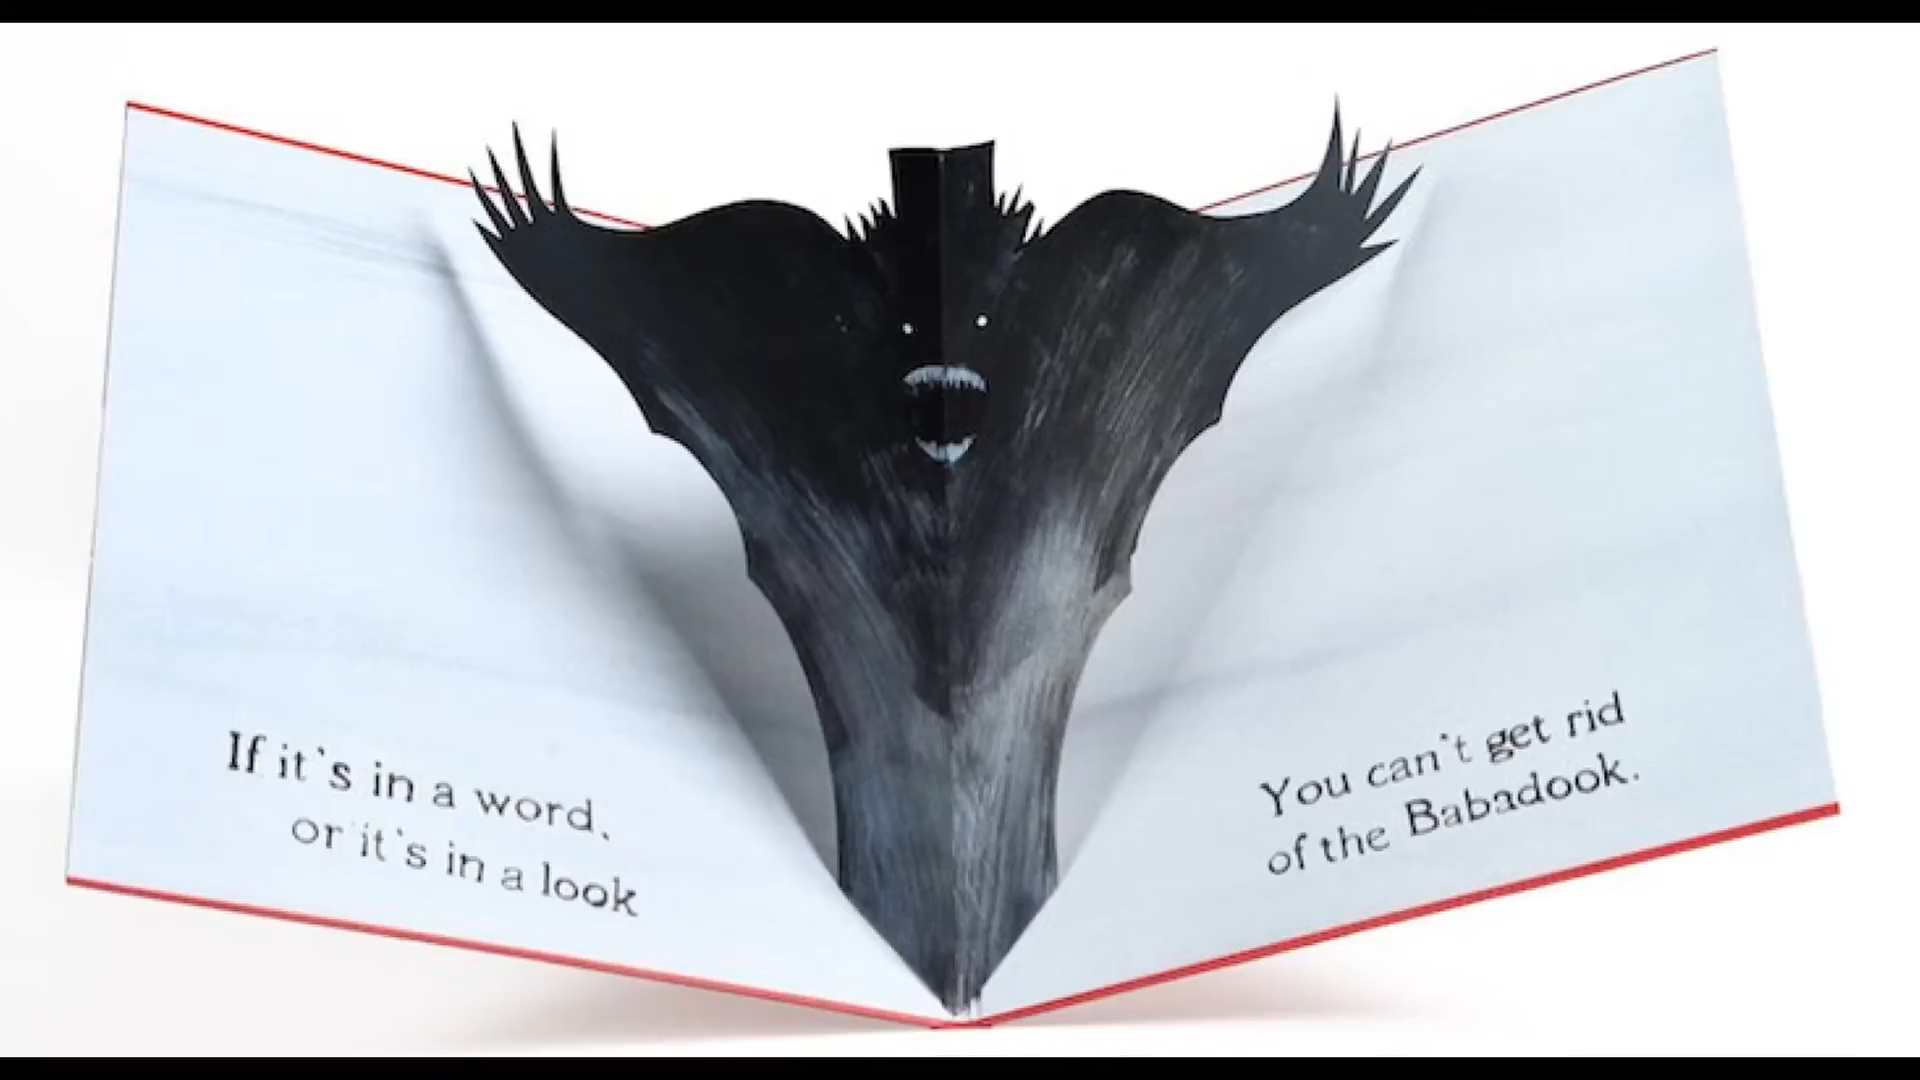 If it's in a word,
or it's in a look
You can't get rid
of the Babadook.